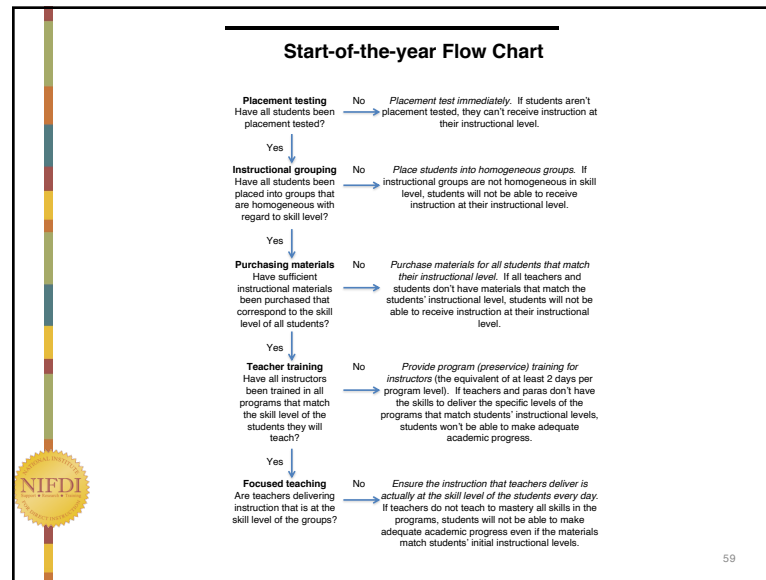 Start-of-the-year Flow Chart
Placement testing
Have all students been
placement tested?
No
Placement test immediately. If students aren't
placement tested, they can't receive instruction at
their instructional level.
Yes
Instructional grouping
Have all students been
placed into groups that
are homogeneous with
regard to skill level?
No
Place students into homogeneous groups. If
instructional groups are not homogeneous in skill
level, students will not be able to receive
instruction at their instructional level.
Yes
Purchasing materials
Have sufficient
instructional materials
been purchased that
correspond to the skill
level of all students?
No
Purchase materials for all students that match
their instructional level. If all teachers and
students don't have materials that match the
students' instructional level, students will not be
able to receive instruction at their instructional
level.
Yes
Teacher training
Have all instructors
been trained in all
programs that match
the skill level of the
students they will
teach?
No
Provide program (preservice) training for
instructors (the equivalent of at least 2 days per
program level). If teachers and paras don't have
the skills to deliver the specific levels of the
programs that match students' instructional levels,
students won't be able to make adequate
academic progress.
Yes
Focused teaching
Are teachers delivering
instruction that is at the
skill level of the groups?
No
Ensure the instruction that teachers deliver is
actually at the skill level of the students every day.
If teachers do not teach to mastery all skills in the
programs, students will not be able to make
adequate academic progress even if the materials
match students' initial instructional levels.
NATIONAL INSTITUTE
NIFDI
Support • Research • Training
FOR DIRECT INSTRUCTION
59